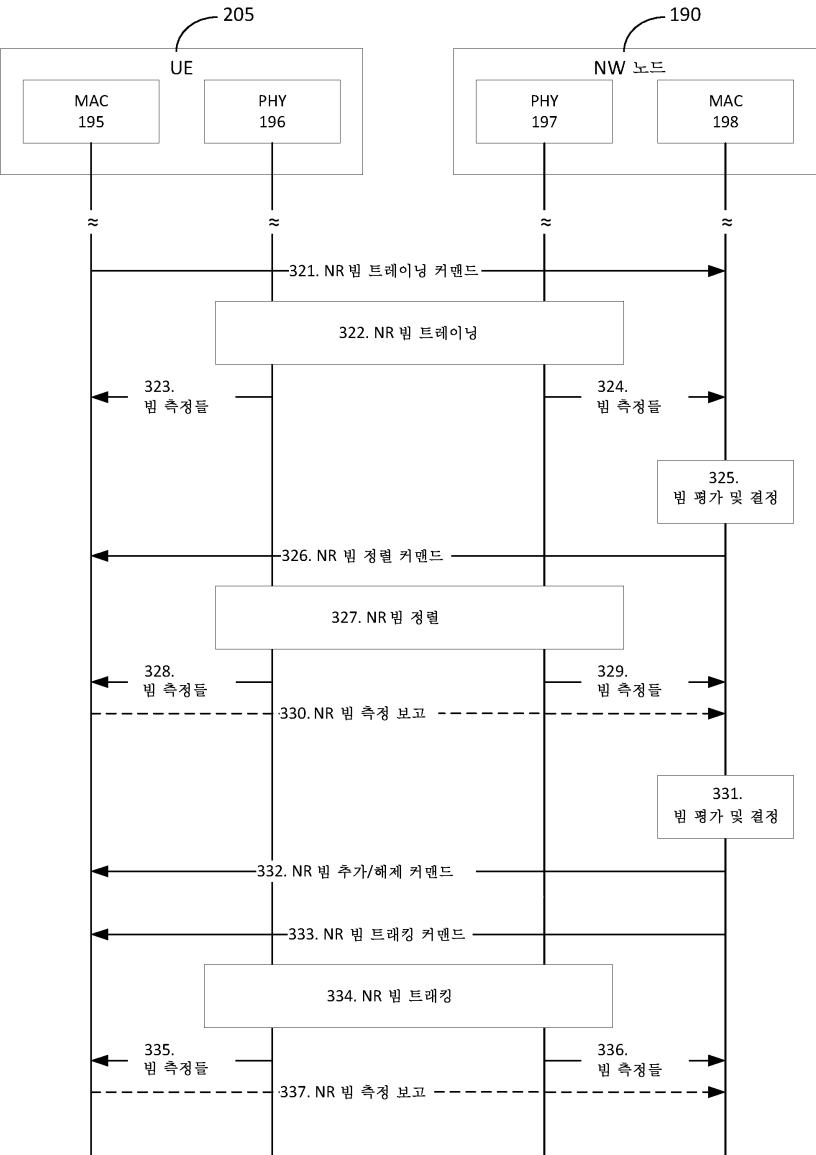 205
190
UE
NW 노드
MAC
195
PHY
196
PHY
197
MAC
198
≈ ≈ ≈ ≈
321. NR 빔 트레이닝 커맨드
322. NR 빔 트레이닝
323.
빔 측정들
324.
빔 측정들
325.
빔 평가 및 결정
326. NR 빔 정렬 커맨드
327. NR 빔 정렬
328.
빔 측정들
329.
빔 측정들
330. NR 빔 측정 보고
331.
빔 평가 및 결정
332. NR 빔 추가/해제 커맨드
333. NR 빔 트래킹 커맨드
334. NR 빔 트래킹
335.
빔 측정들
336.
빔 측정들
337. NR 빔 측정 보고